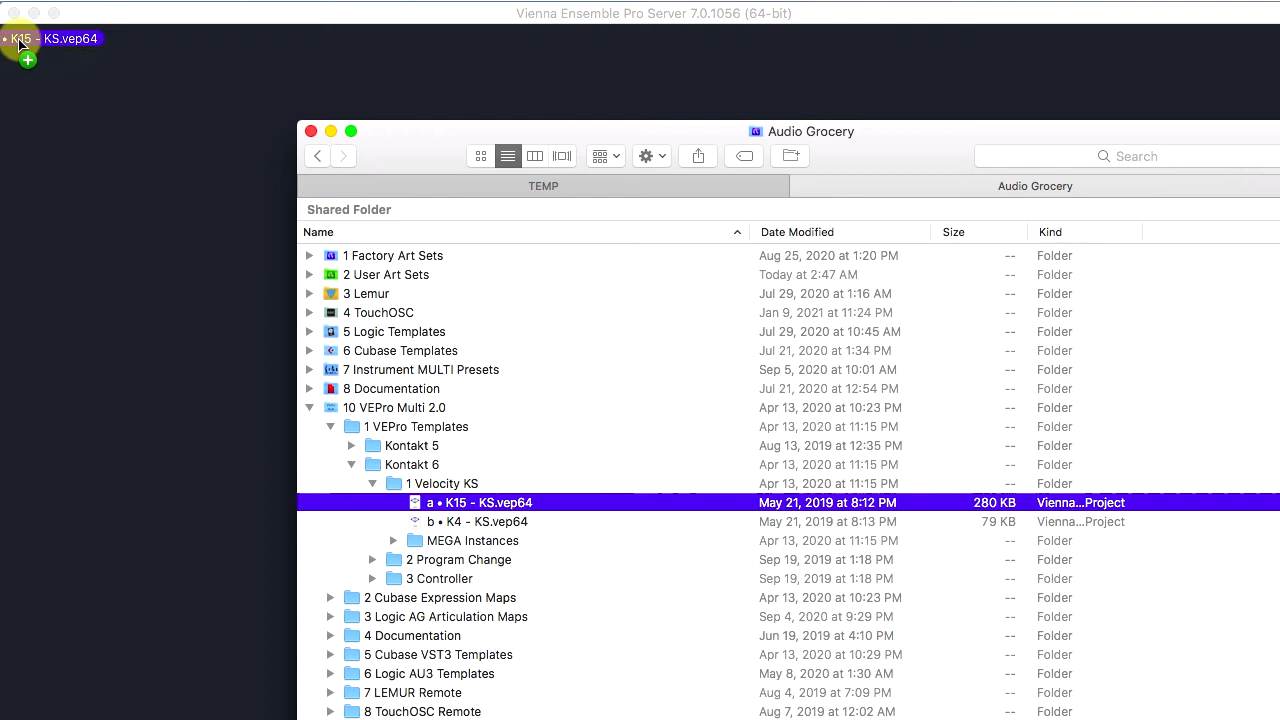 Vienna Ensemble Pro Server 7.0.1056 (64-bit)
• K15 - KS.vep64
Audio Grocery
Search
TEMP
Audio Grocery
Shared Folder
Name Date Modified Size Kind
1 Factory Art Sets Aug 25, 2020 at 1:20 PM -- Folder
2 User Art Sets Today at 2:47 AM -- Folder
3 Lemur Jul 29, 2020 at 1:16 AM -- Folder
4 TouchOSC Jan 9, 2021 at 11:24 PM -- Folder
5 Logic Templates Jul 29, 2020 at 10:45 AM -- Folder
6 Cubase Templates Jul 21, 2020 at 1:34 PM -- Folder
7 Instrument MULTI Presets Sep 5, 2020 at 10:01 AM -- Folder
8 Documentation Jul 21, 2020 at 12:54 PM -- Folder
10 VEPro Multi 2.0 Apr 13, 2020 at 10:23 PM -- Folder
1 VEPro Templates Apr 13, 2020 at 11:15 PM -- Folder
Kontakt 5 Aug 13, 2019 at 12:35 PM -- Folder
Kontakt 6 Apr 13, 2020 at 11:15 PM -- Folder
1 Velocity KS Apr 13, 2020 at 11:15 PM -- Folder
a • K15 - KS.vep64 May 21, 2019 at 8:12 PM 280 KB Vienna...Project
b • K4 - KS.vep64 May 21, 2019 at 8:13 PM 79 KB Vienna...Project
MEGA Instances Apr 13, 2020 at 11:15 PM -- Folder
2 Program Change Sep 19, 2019 at 1:18 PM -- Folder
3 Controller Sep 19, 2019 at 1:18 PM -- Folder
2 Cubase Expression Maps Apr 13, 2020 at 10:23 PM -- Folder
3 Logic AG Articulation Maps Sep 4, 2020 at 9:29 PM -- Folder
4 Documentation Jun 19, 2019 at 4:10 PM -- Folder
5 Cubase VST3 Templates Apr 13, 2020 at 10:29 PM -- Folder
6 Logic AU3 Templates May 8, 2020 at 1:30 AM -- Folder
7 LEMUR Remote Aug 4, 2020 at 7:09 PM -- Folder
8 TouchOSC Remote Aug 7, 2019 at 12:02 AM -- Folder